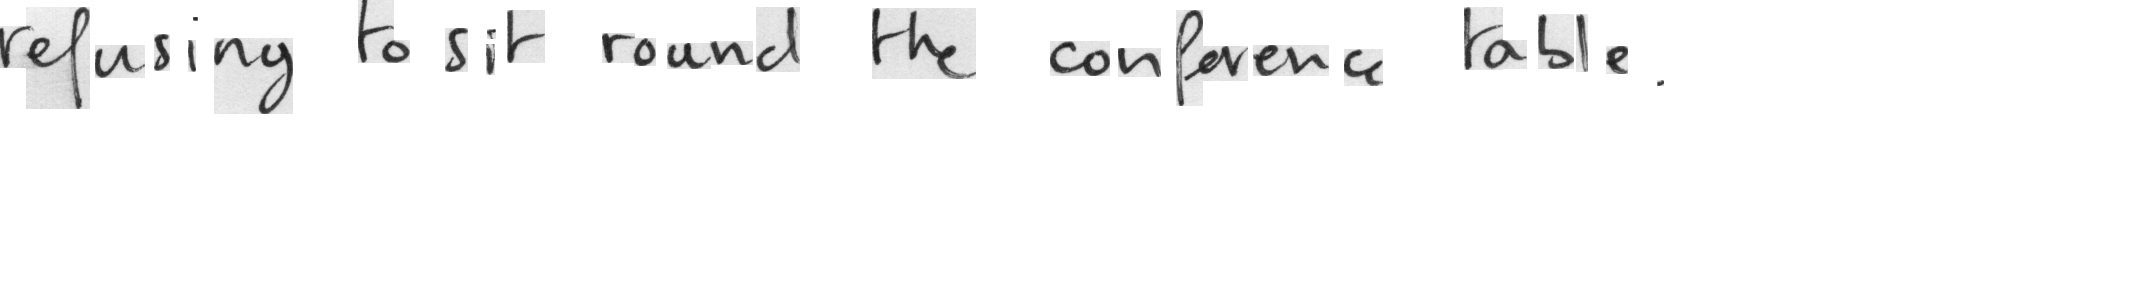 refusing to sit round the conference table.